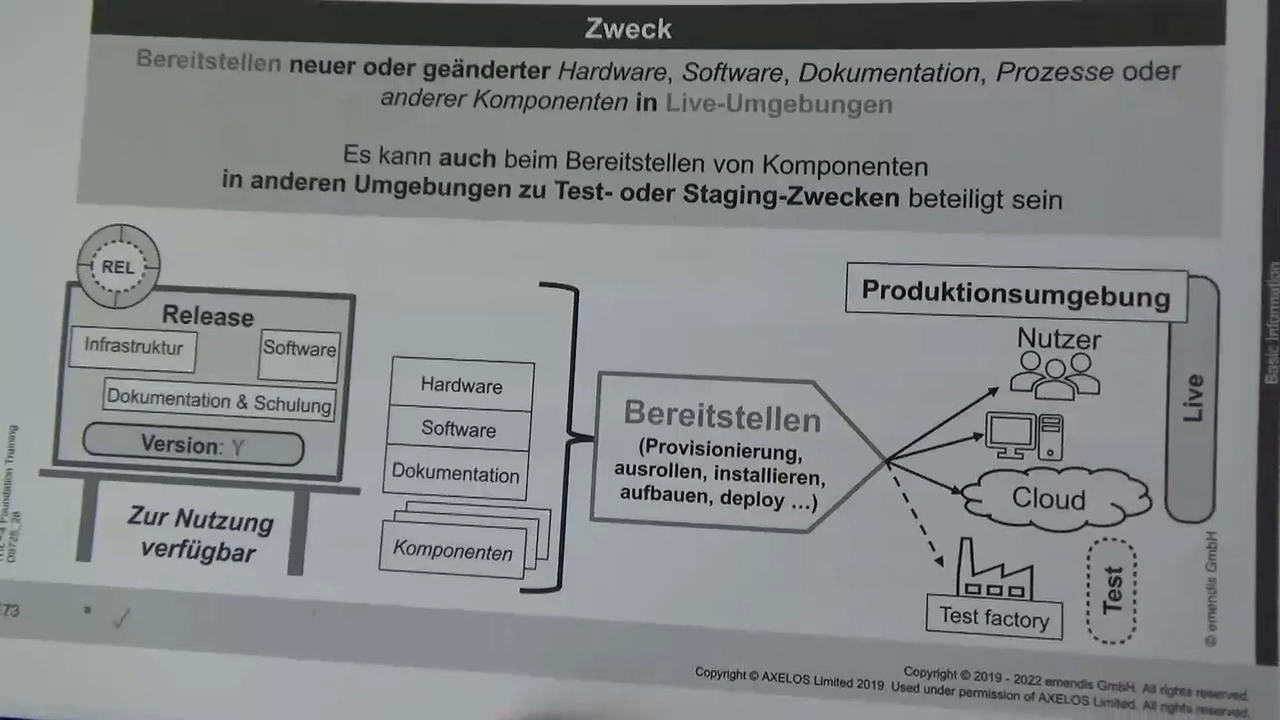 Zweck
Bereitstellen neuer oder geänderter Hardware, Software, Dokumentation, Prozesse oder
anderer Komponenten in Live-Umgebungen
Es kann auch beim Bereitstellen von Komponenten
in anderen Umgebungen zu Test- oder Staging-Zwecken beteiligt sein
REL
Release
Infrastruktur
Software
Dokumentation & Schulung
Version: Y
Zur Nutzung
verfügbar
Hardware
Software
Dokumentation
Komponenten
Bereitstellen
(Provisionierung,
ausrollen, installieren,
aufbauen, deploy ...)
Produktionsumgebung
Nutzer
Cloud
Live
Test factory
Test
Foundation Training
73
© emendis GmbH
Basic Information
Copyright © 2019 - 2022 emendis GmbH. All rights reserved.
Copyright © AXELOS Limited 2019. Used under permission of AXELOS Limited. All rights reserved.